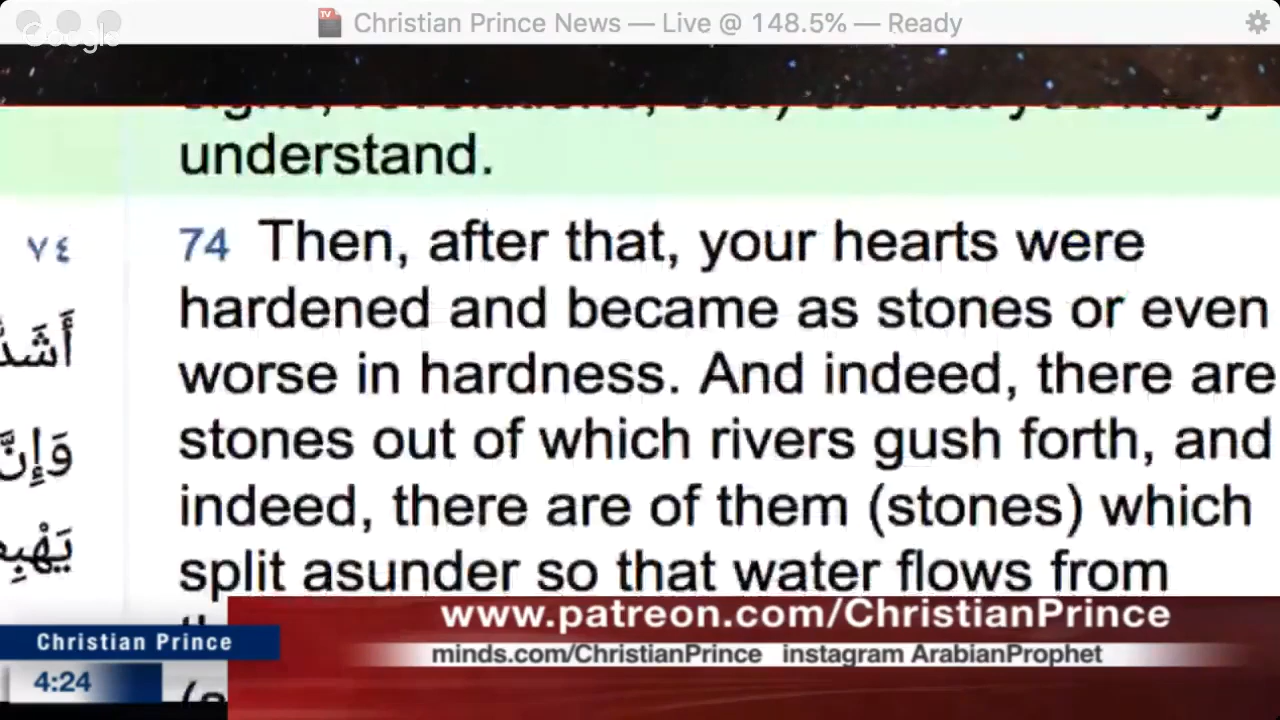 Christian Prince News — Live @ 148.5% — Ready
Google
understand.
٧٤
74 Then, after that, your hearts were
hardened and became as stones or even
worse in hardness. And indeed, there are
stones out of which rivers gush forth, and
indeed, there are of them (stones) which
split asunder so that water flows from
وَإِنَّ
www.patreon.com/ChristianPrince
Christian Prince
minds.com/ChristianPrince instagram ArabianProphet
4:24